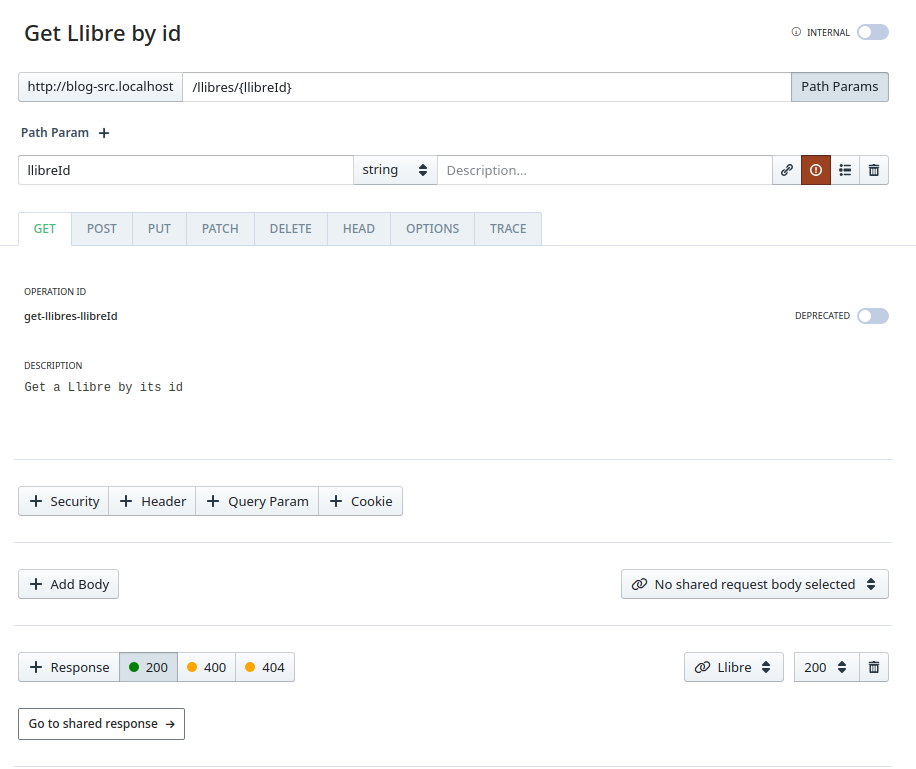 Get Llibre by id
INTERNAL
http://blog-src.localhost /llibres/{llibreId} Path Params
Path Param
llibreId string Description...
GET POST PUT PATCH DELETE HEAD OPTIONS TRACE
OPERATION ID
get-llibres-llibreId
DEPRECATED
DESCRIPTION
Get a Llibre by its id
+ Security + Header + Query Param + Cookie
+ Add Body No shared request body selected
+ Response 200 400 404 Llibre 200
Go to shared response →